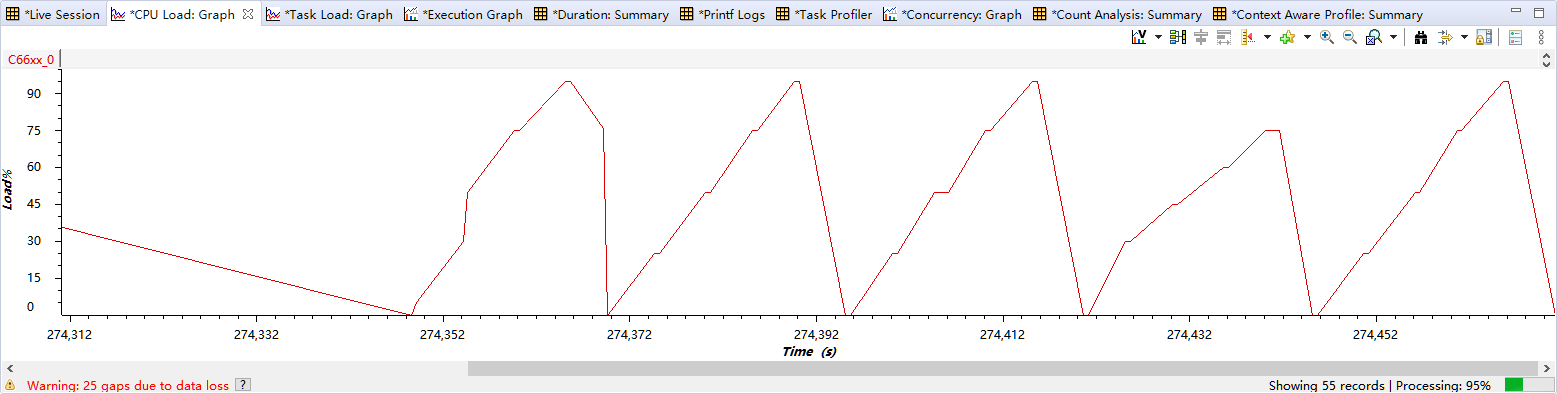 *Live Session *CPU Load: Graph *Task Load: Graph *Execution Graph *Duration: Summary *Printf Logs *Task Profiler *Concurrency: Graph *Count Analysis: Summary *Context Aware Profile: Summary
C66xx_0
90
75
60
45
30
15
0
Load%
274,312 274,332 274,352 274,372 274,392 274,412 274,432 274,452
Time (s)
Warning: 25 gaps due to data loss ? Showing 55 records | Processing: 95%